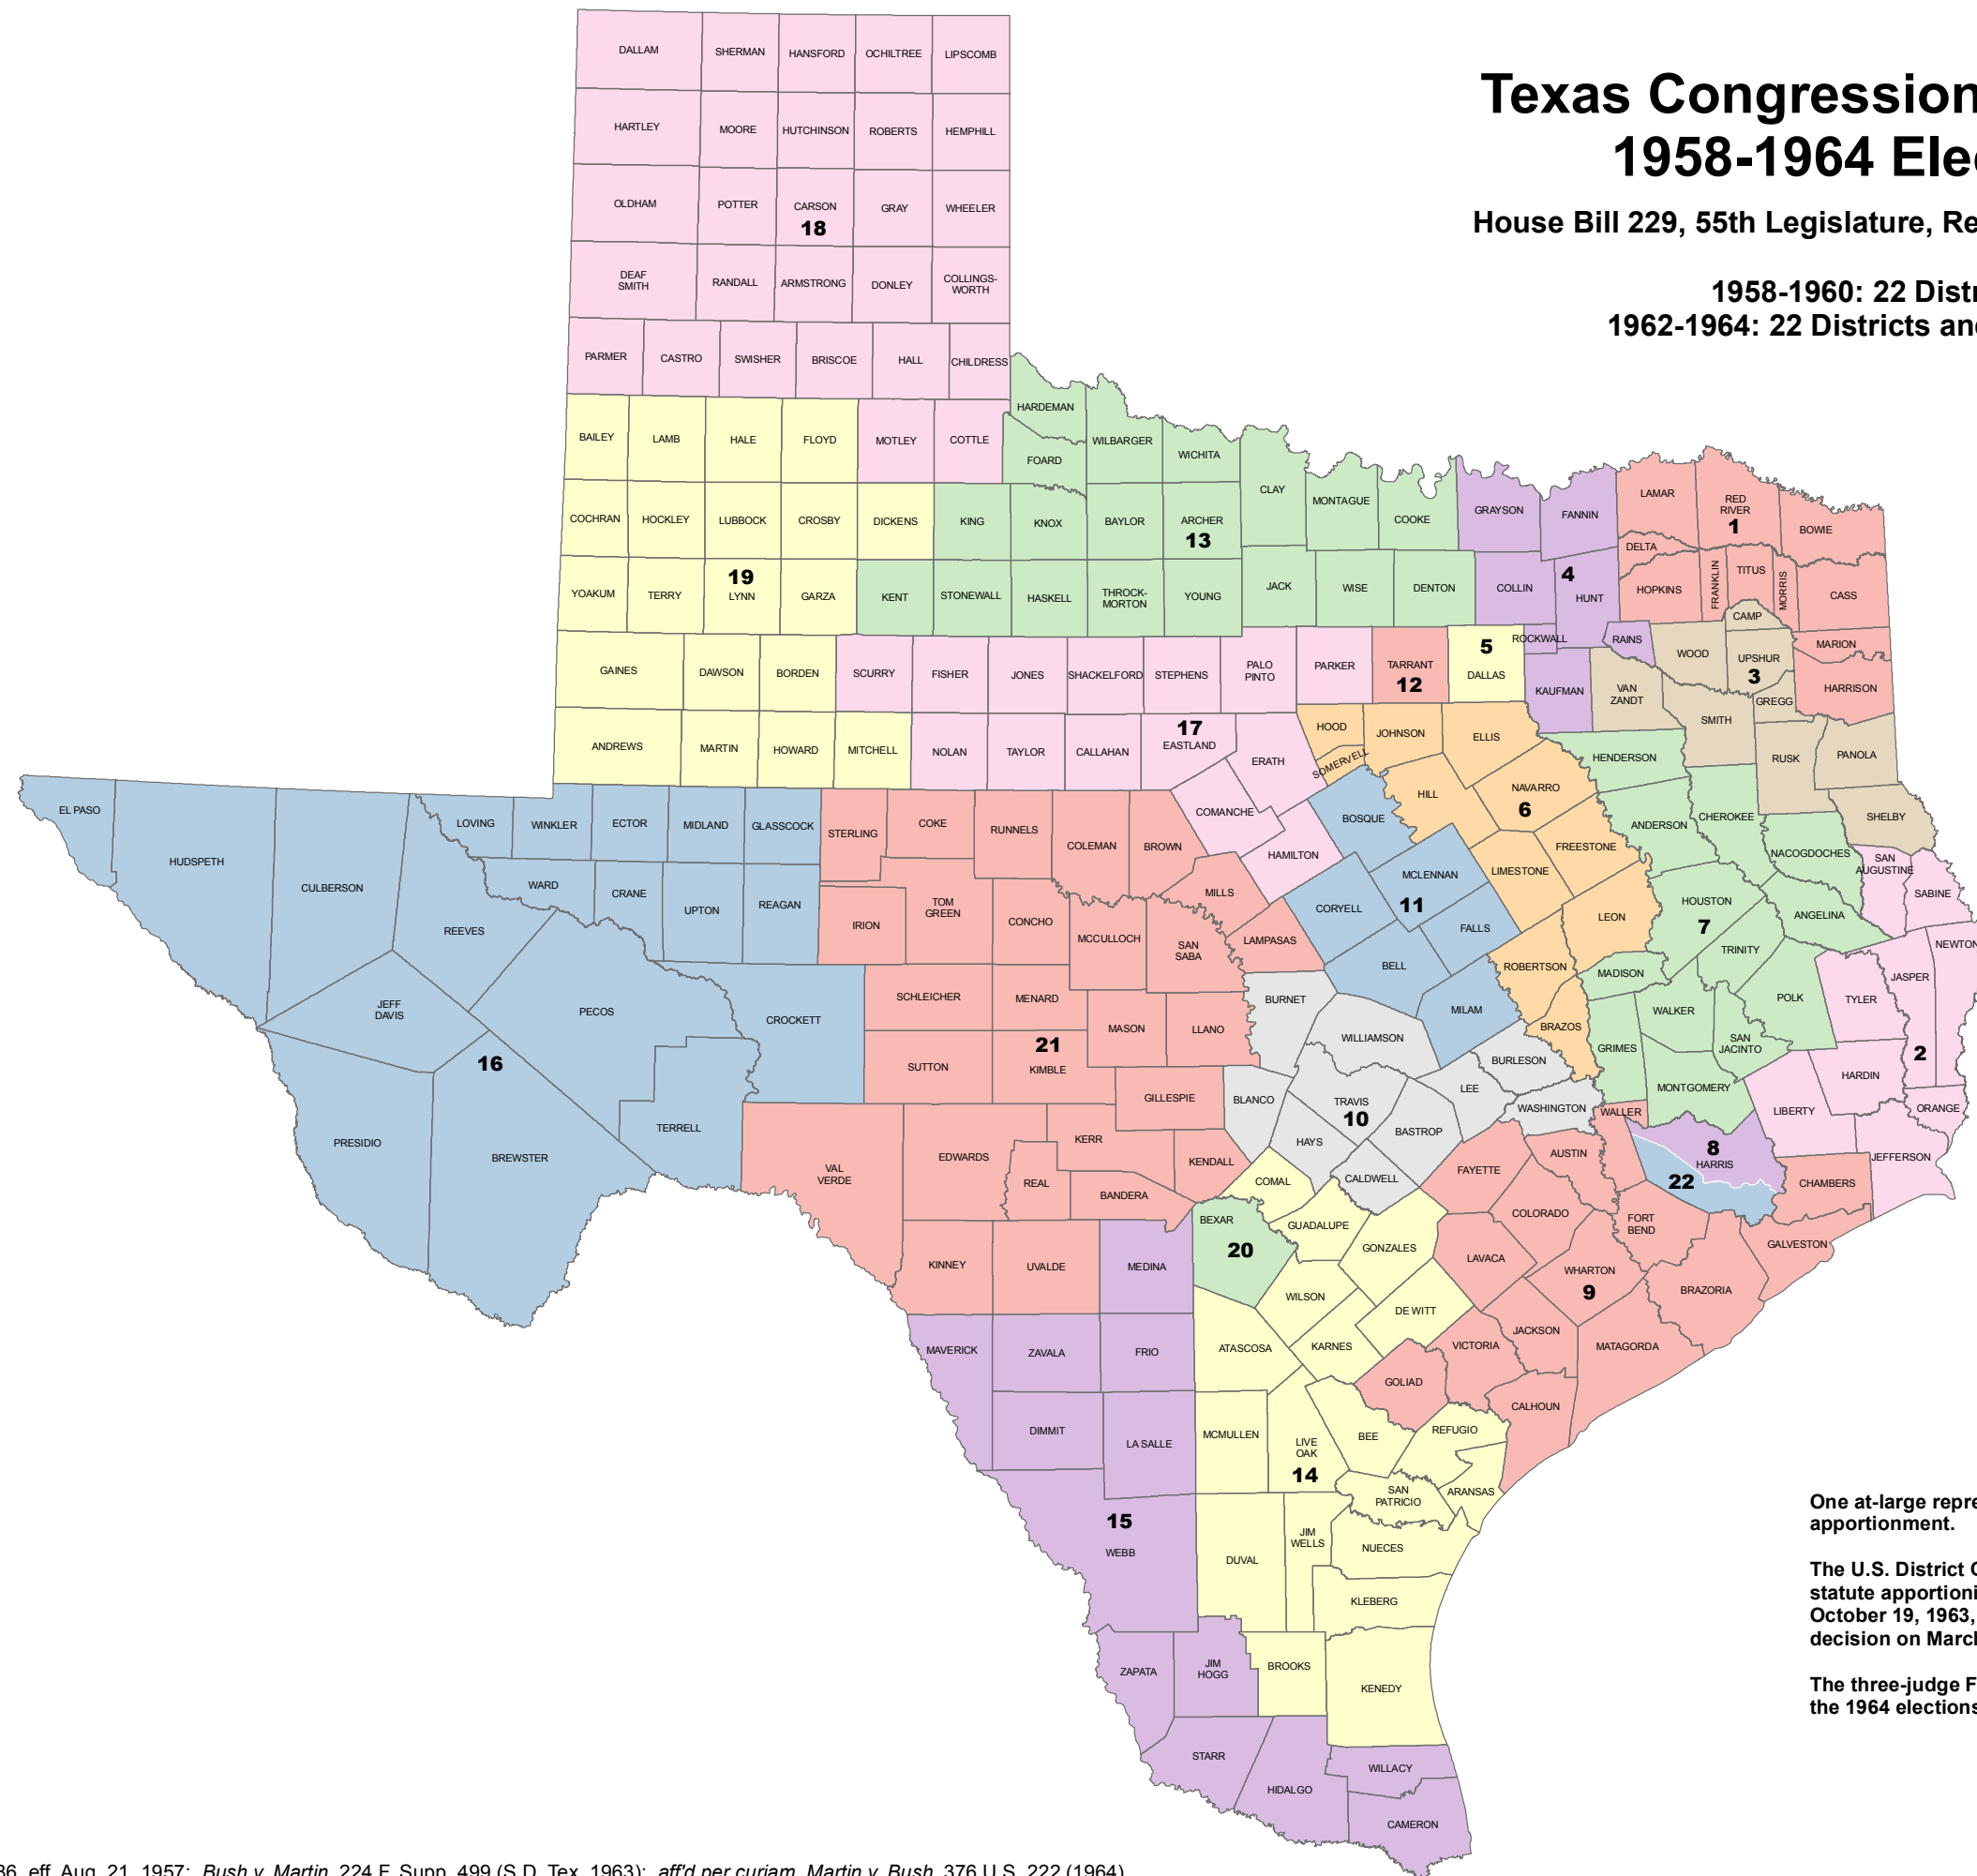 Texas Congression
1958-1964 Elec
House Bill 229, 55th Legislature, Re
1958-1960: 22 Distri
1962-1964: 22 Districts and
DALLAM SHERMAN HANSFORD OCHILTREE LIPSCOMB
HARTLEY MOORE HUTCHINSON ROBERTS HEMPHILL
OLDHAM POTTER CARSON GRAY WHEELER
18
DEAF SMITH RANDALL ARMSTRONG DONLEY COLLINGS-WORTH
PARMER CASTRO SWISHER BRISCOE HALL CHILDRESS
HARDEMAN
BAILEY LAMB HALE FLOYD MOTLEY COTTLE FOARD WILBARGER WICHITA
CLAY MONTAGUE COOKE GRAYSON FANNIN LAMAR RED RIVER BOWIE
1
COCHRAN HOCKLEY LUBBOCK CROSBY DICKENS KING KNOX BAYLOR ARCHER
13
DELTA
4
19
YOAKUM TERRY LYNN GARZA KENT STONEWALL HASKELL THROCK-MORTON YOUNG JACK WISE DENTON COLLIN HUNT HOPKINS FRANKLIN TITUS MORRIS CASS
CAMP
ROCKWALL RAINS WOOD UPSHUR MARION
5
3
GAINES DAWSON BORDEN SCURRY FISHER JONES SHACKELFORD STEPHENS PALO PINTO PARKER TARRANT DALLAS
12
KAUFMAN VAN ZANDT SMITH GREGG HARRISON
17
ANDREWS MARTIN HOWARD MITCHELL NOLAN TAYLOR CALLAHAN EASTLAND ERATH HOOD SOMERVELL JOHNSON ELLIS HENDERSON RUSK PANOLA
EL PASO LOVING WINKLER ECTOR MIDLAND GLASSCOCK STERLING COKE RUNNELS COLEMAN BROWN COMANCHE BOSQUE HILL NAVARRO
6
ANDERSON CHEROKEE SHELBY
HUDSPETH CULBERSON WARD CRANE UPTON REAGAN IRION TOM GREEN CONCHO MILLS HAMILTON MCLENNAN LIMESTONE FREESTONE NACOGDOCHES SAN AUGUSTINE SABINE
REEVES MCCULLOCH SAN SABA LAMPASAS CORYELL
11
FALLS LEON HOUSTON
7
ANGELINA
TRINITY NEWTON
BELL ROBERTSON MADISON JASPER
JEFF DAVIS PECOS CROCKETT SCHLEICHER MENARD MASON LLANO BURNET MILAM BRAZOS WALKER POLK TYLER
WILLIAMSON BURLESON GRIMES SAN JACINTO
16
21
2
SUTTON KIMBLE GILLESPIE BLANCO TRAVIS LEE WASHINGTON MONTGOMERY HARDIN
10
WALLER LIBERTY ORANGE
PRESIDIO BREWSTER TERRELL VAL VERDE EDWARDS KERR REAL KENDALL BANDERA HAYS BASTROP CALDWELL FAYETTE AUSTIN
8
HARRIS
22
CHAMBERS JEFFERSON
COMAL COLORADO FORT BEND GALVESTON
BEXAR
20
GUADALUPE GONZALES LAVACA WHARTON
9
BRAZORIA
KINNEY UVALDE MEDINA WILSON DE WITT JACKSON MATAGORDA
MAVERICK ZAVALA FRIO ATASCOSA KARNES VICTORIA
GOLIAD CALHOUN
DIMMIT LA SALLE MCMULLEN LIVE OAK
14
BEE REFUGIO
SAN PATRICIO ARANSAS
15
WEBB DUVAL JIM WELLS NUECES
KLEBERG
ZAPATA JIM HOGG BROOKS KENEDY
STARR HIDALGO WILLACY
CAMERON
One at-large repre
apportionment.
The U.S. District C
statute apportioni
October 19, 1963,
decision on March
The three-judge F
the 1964 elections
36, eff. Aug. 21, 1957; Bush v. Martin, 224 F. Supp. 499 (S.D. Tex. 1963); aff'd per curiam, Martin v. Bush, 376 U.S. 222 (1964)